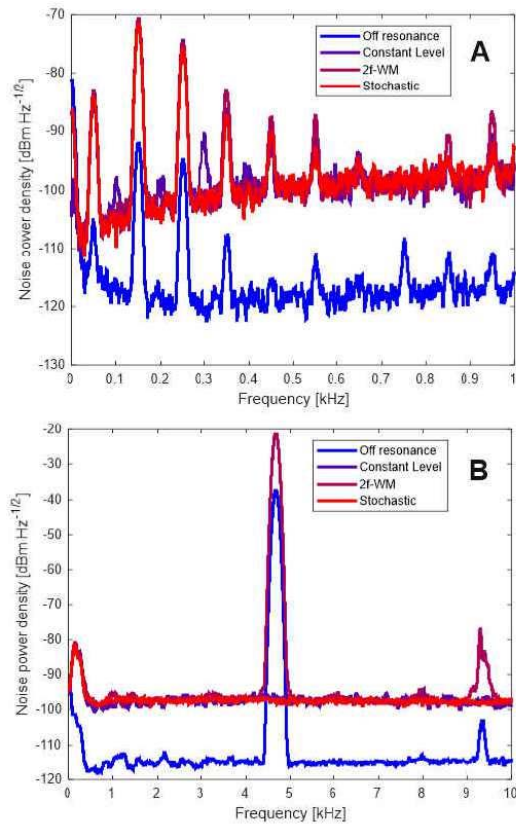 -70
-80
-90
-100
-110
-120
-130
Noise power density [dBm Hz-1/2]
Off resonance
Constant Level
2f-WM
Stochastic
A
0 0.1 0.2 0.3 0.4 0.5 0.6 0.7 0.8 0.9 1
Frequency [kHz]
-20
-30
-40
-50
-60
-70
-80
-90
-100
-110
-120
Noise power density [dBm Hz-1/2]
Off resonance
Constant Level
2f-WM
Stochastic
B
0 1 2 3 4 5 6 7 8 9 10
Frequency [kHz]